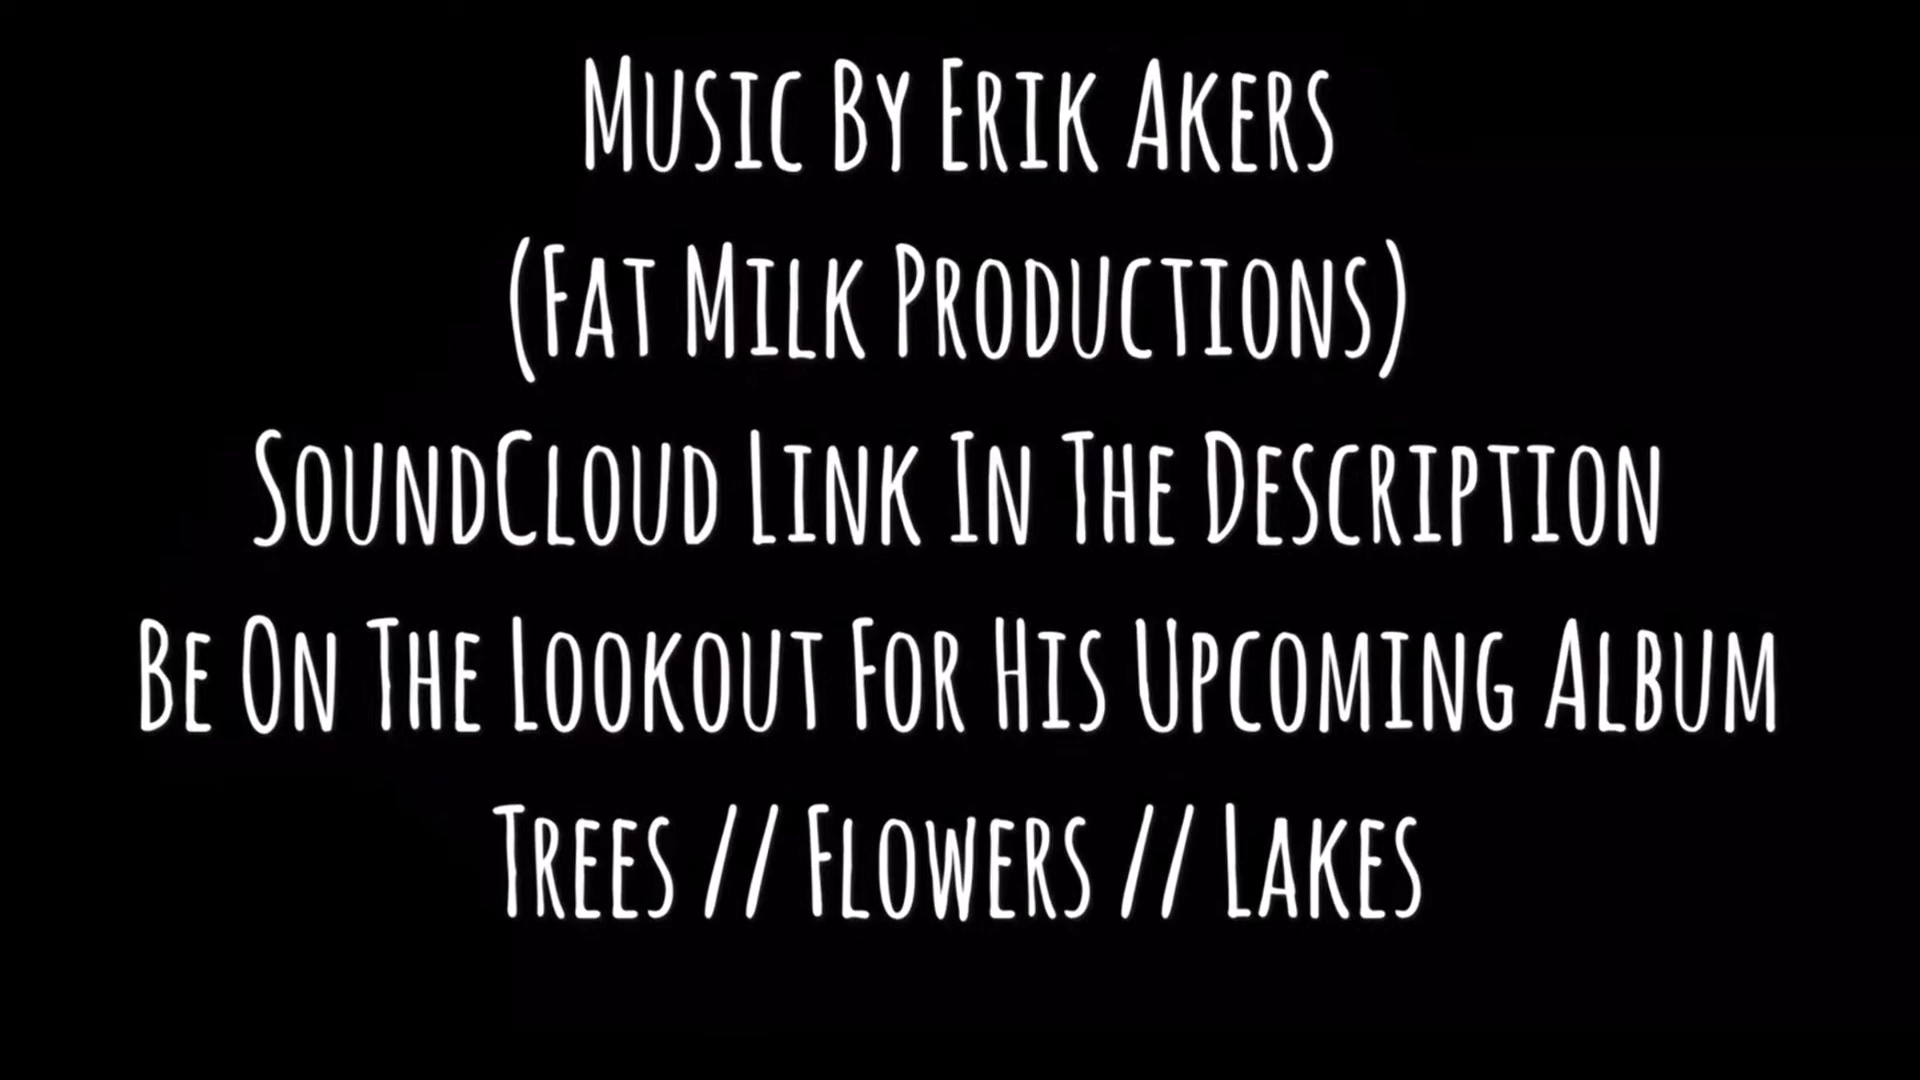 Music By Erik Akers
(Fat Milk Productions)
SoundCloud Link In The Description
Be On The Lookout For His Upcoming Album
Trees // Flowers // Lakes